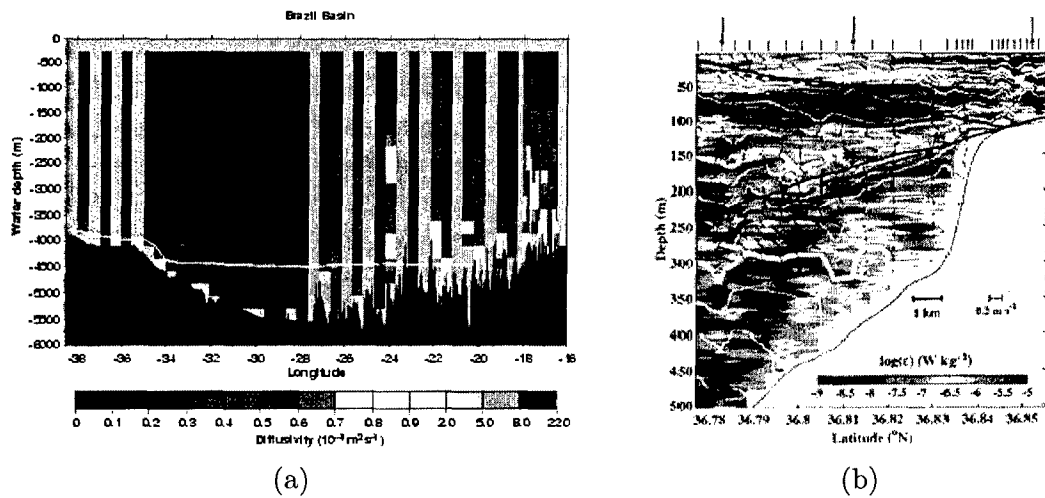 Brazil Basin
Water depth (m)
0
-500
-1000
-1500
-2000
-2500
-3000
-3500
-4000
-4500
-5000
-5500
-6000
-38 -36 -34 -32 -30 -28 -26 -24 -22 -20 -18 -16
Longitude
0 0.1 0.2 0.3 0.4 0.5 0.6 0.7 0.8 0.9 2.0 5.0 8.0 220
(a)
Depth (m)
50
100
150
200
250
300
350
400
450
500
1 km
0.2 m s⁻¹
log(ε) (W kg⁻¹)
-9 -8.5 -8 -7.5 -7 -6.5 -6 -5.5 -5
36.78 36.79 36.8 36.81 36.82 36.83 36.84 36.85
Latitude (°N)
(b)